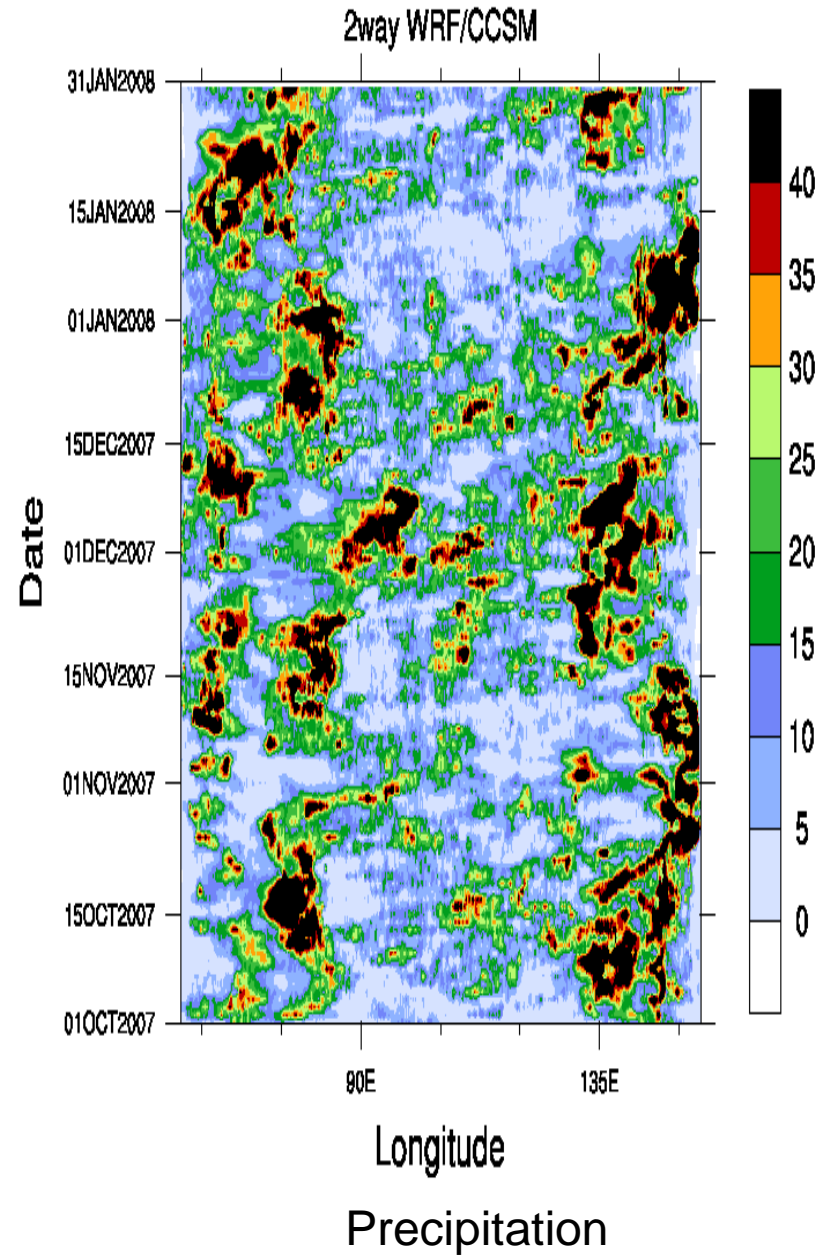 2way WRF/CCSM
31JAN2008
15JAN2008
01JAN2008
15DEC2007
01DEC2007
15NOV2007
01NOV2007
15OCT2007
01OCT2007
Date
90E
135E
Longitude
40
35
30
25
20
15
10
5
0
Precipitation